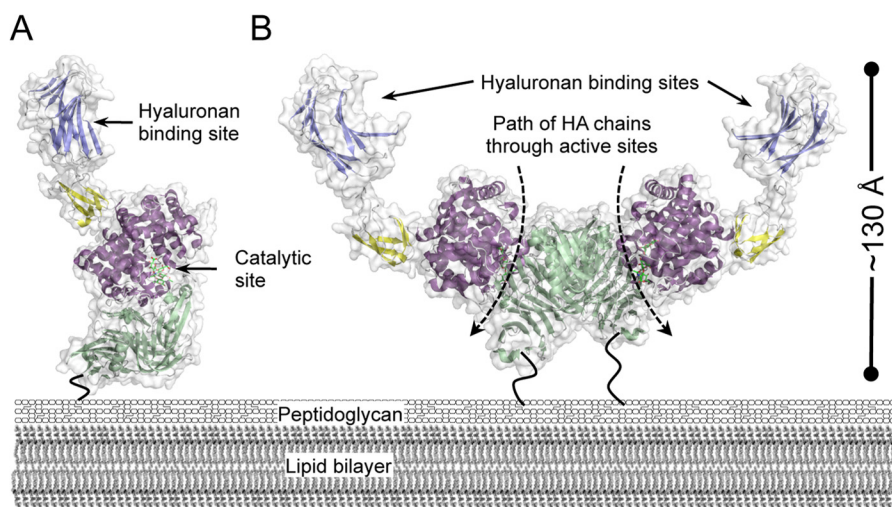 A
B
Hyaluronan
binding site
Hyaluronan binding sites
Path of HA chains
through active sites
Catalytic
site
~130 Å
Peptidoglycan
Lipid bilayer